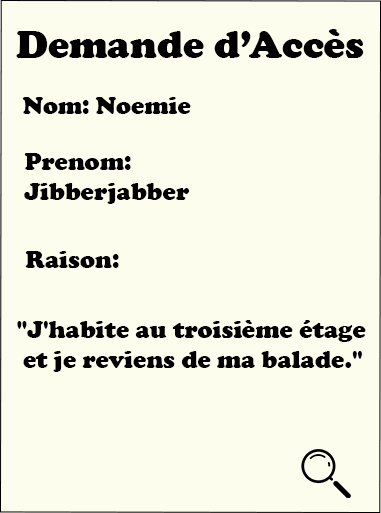 Demande d’Accès
Nom: Noemie
Prenom:
Jibberjabber
Raison:
"J'habite au troisième étage
et je reviens de ma balade."